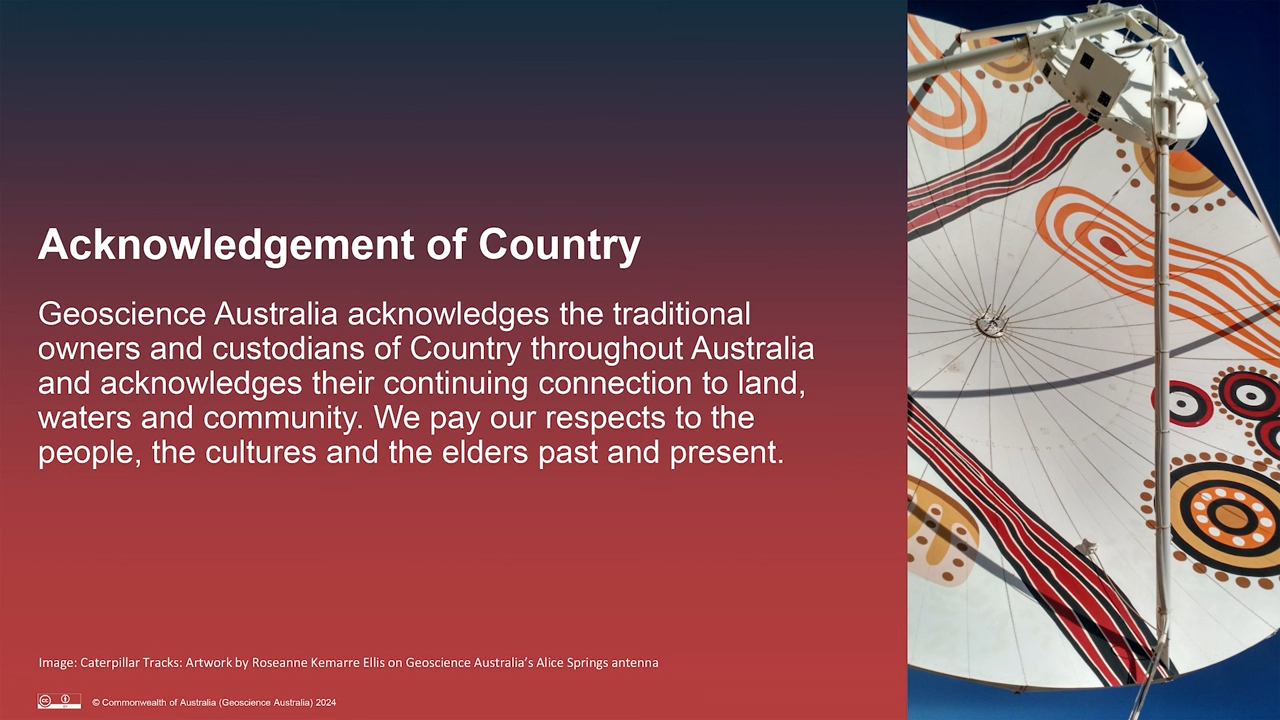 Acknowledgement of Country
Geoscience Australia acknowledges the traditional
owners and custodians of Country throughout Australia
and acknowledges their continuing connection to land,
waters and community. We pay our respects to the
people, the cultures and the elders past and present.
Image: Caterpillar Tracks: Artwork by Roseanne Kemarre Ellis on Geoscience Australia's Alice Springs antenna
cc BY © Commonwealth of Australia (Geoscience Australia) 2024